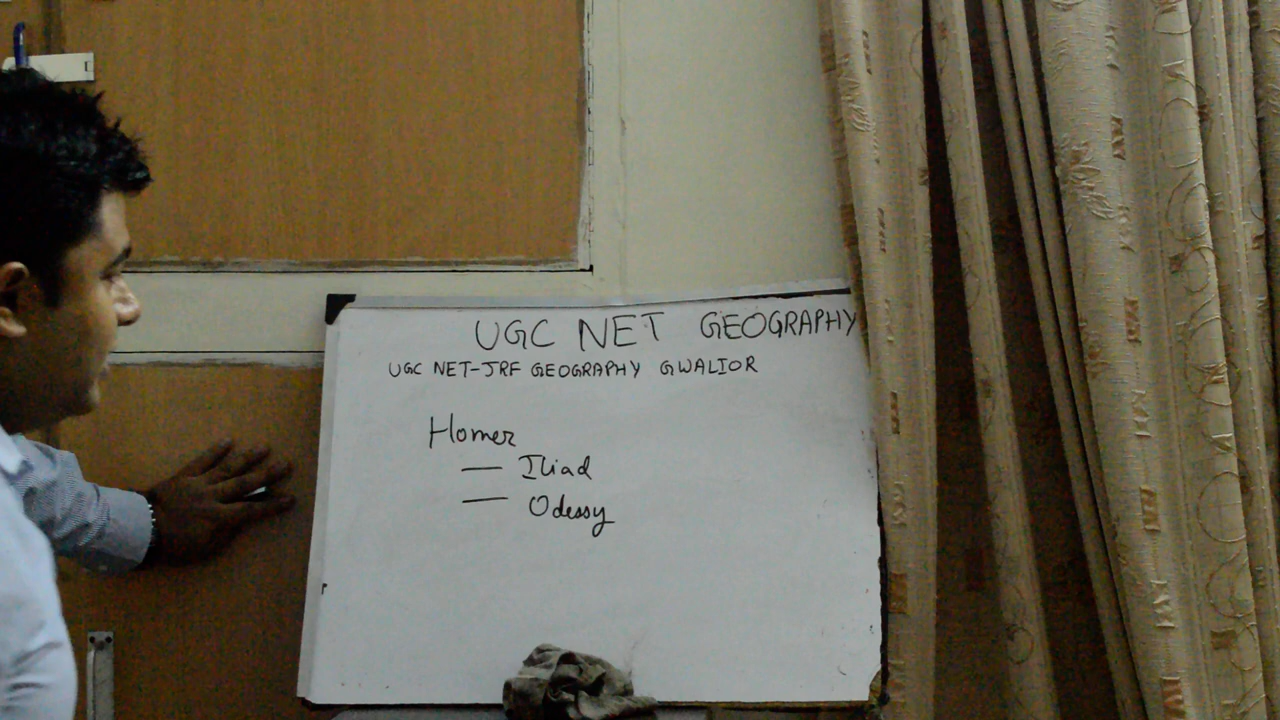 UGC NET GEOGRAPHY
UGC NET-JRF GEOGRAPHY GWALIOR
Homer
— Iliad
— Odessy